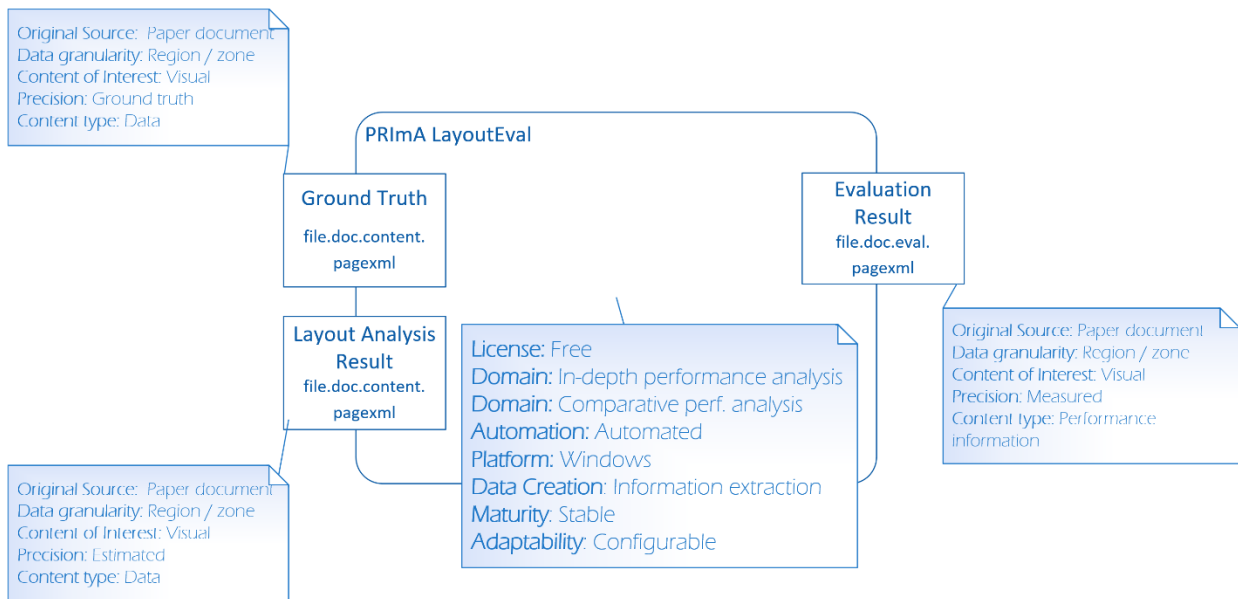 Original Source: Paper document
Data granularity: Region / zone
Content of Interest: Visual
Precision: Ground truth
Content type: Data
PRImA LayoutEval
Ground Truth
file.doc.content.
pagexml
Evaluation
Result
file.doc.eval.
pagexml
Layout Analysis
Result
file.doc.content.
pagexml
License: Free
Domain: In-depth performance analysis
Domain: Comparative perf. analysis
Automation: Automated
Platform: Windows
Data Creation: Information extraction
Maturity: Stable
Adaptability: Configurable
Original Source: Paper document
Data granularity: Region / zone
Content of Interest: Visual
Precision: Measured
Content type: Performance
information
Original Source: Paper document
Data granularity: Region / zone
Content of Interest: Visual
Precision: Estimated
Content type: Data